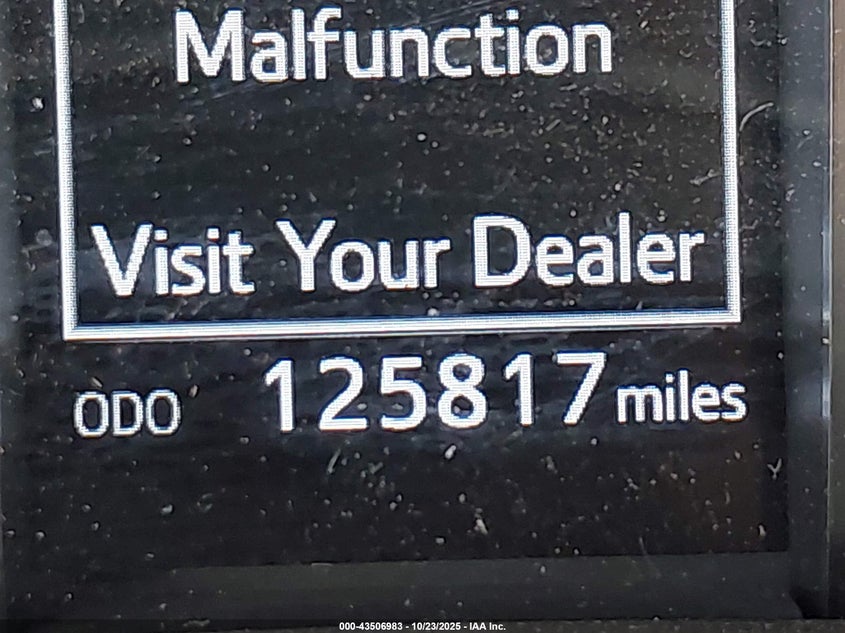 Malfunction
Visit Your Dealer
ODO 125817 miles
000-43506983 - 10/23/2025 - IAA Inc.